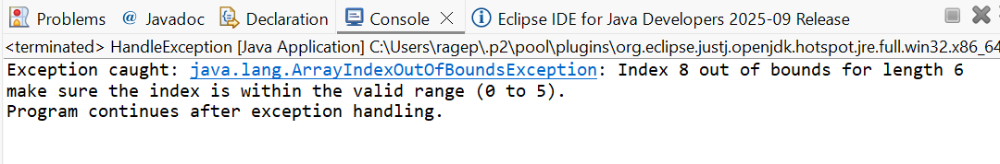 Problems @ Javadoc Declaration Console Eclipse IDE for Java Developers 2025-09 Release
<terminated> HandleException [Java Application] C:\Users\ragep\.p2\pool\plugins\org.eclipse.justj.openjdk.hotspot.jre.full.win32.x86_64
Exception caught: java.lang.ArrayIndexOutOfBoundsException: Index 8 out of bounds for length 6
make sure the index is within the valid range (0 to 5).
Program continues after exception handling.